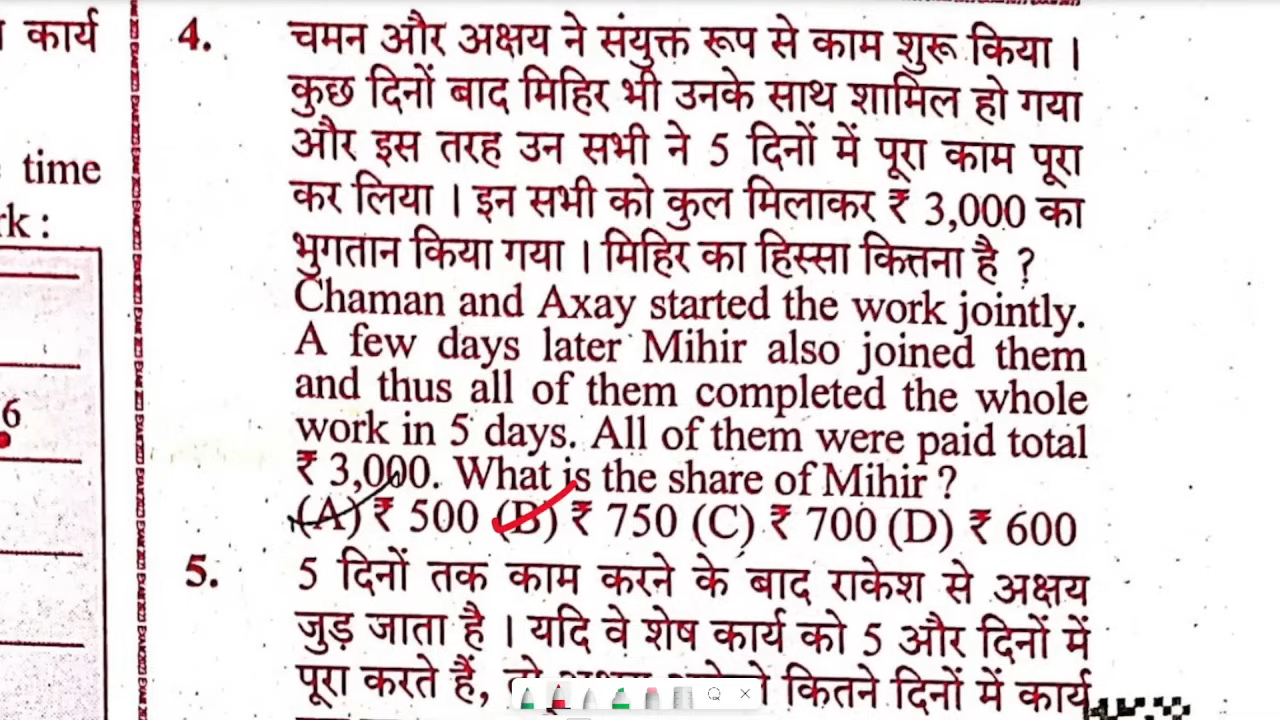 कार्य
time
rk :
6
4. चमन और अक्षय ने संयुक्त रूप से काम शुरू किया ।
कुछ दिनों बाद मिहिर भी उनके साथ शामिल हो गया
और इस तरह उन सभी ने 5 दिनों में पूरा काम पूरा
कर लिया । इन सभी को कुल मिलाकर ₹ 3,000 का
भुगतान किया गया । मिहिर का हिस्सा कितना है ?
Chaman and Axay started the work jointly.
A few days later Mihir also joined them
and thus all of them completed the whole
work in 5 days. All of them were paid total
₹ 3,000. What is the share of Mihir ?
(A) ₹ 500 (B) ₹ 750 (C) ₹ 700 (D) ₹ 600
5. 5 दिनों तक काम करने के बाद राकेश से अक्षय
जुड़ जाता है । यदि वे शेष कार्य को 5 और दिनों में
पूरा करते हैं, कितने दिनों में कार्य